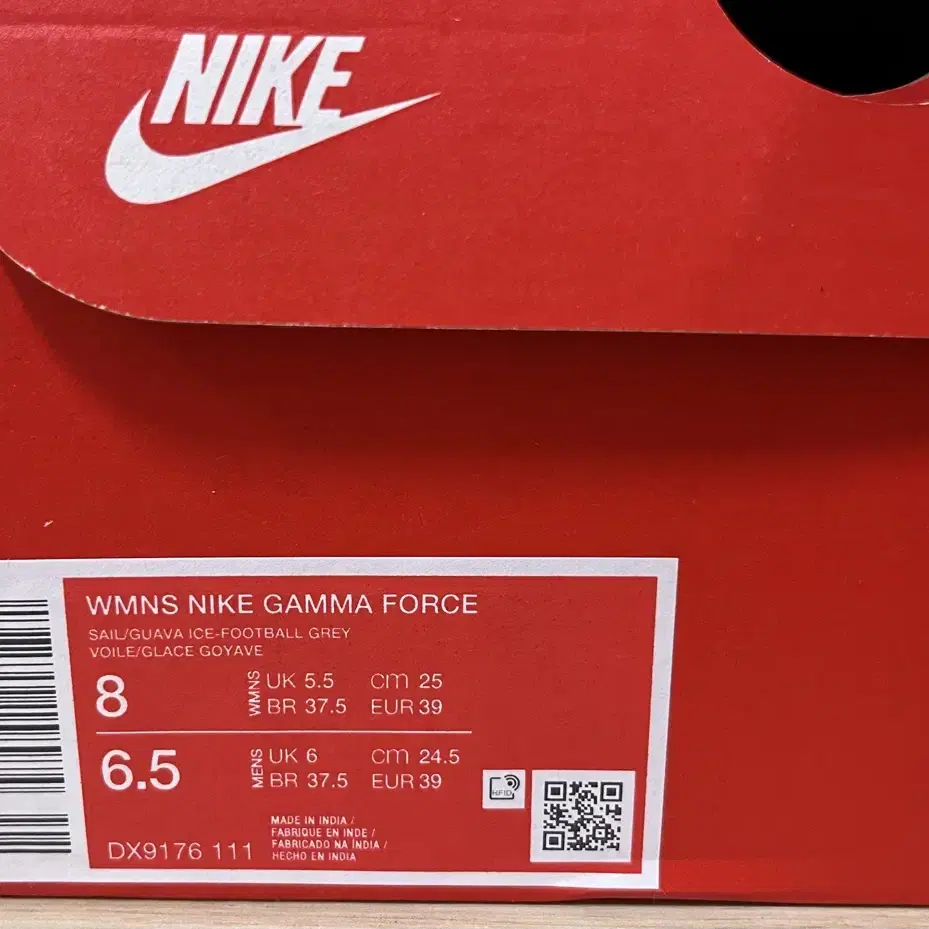 NIKE
WMNS NIKE GAMMA FORCE
SAIL/GUAVA ICE-FOOTBALL GREY
VOILE/GLACE GOYAVE
8 WMNS UK 5.5 cm 25
BR 37.5 EUR 39
6.5 MENS UK 6 cm 24.5
BR 37.5 EUR 39
RFID
MADE IN INDIA /
FABRIQUE EN INDE /
FABRICADO NA ÍNDIA /
HECHO EN INDIA
DX9176 111